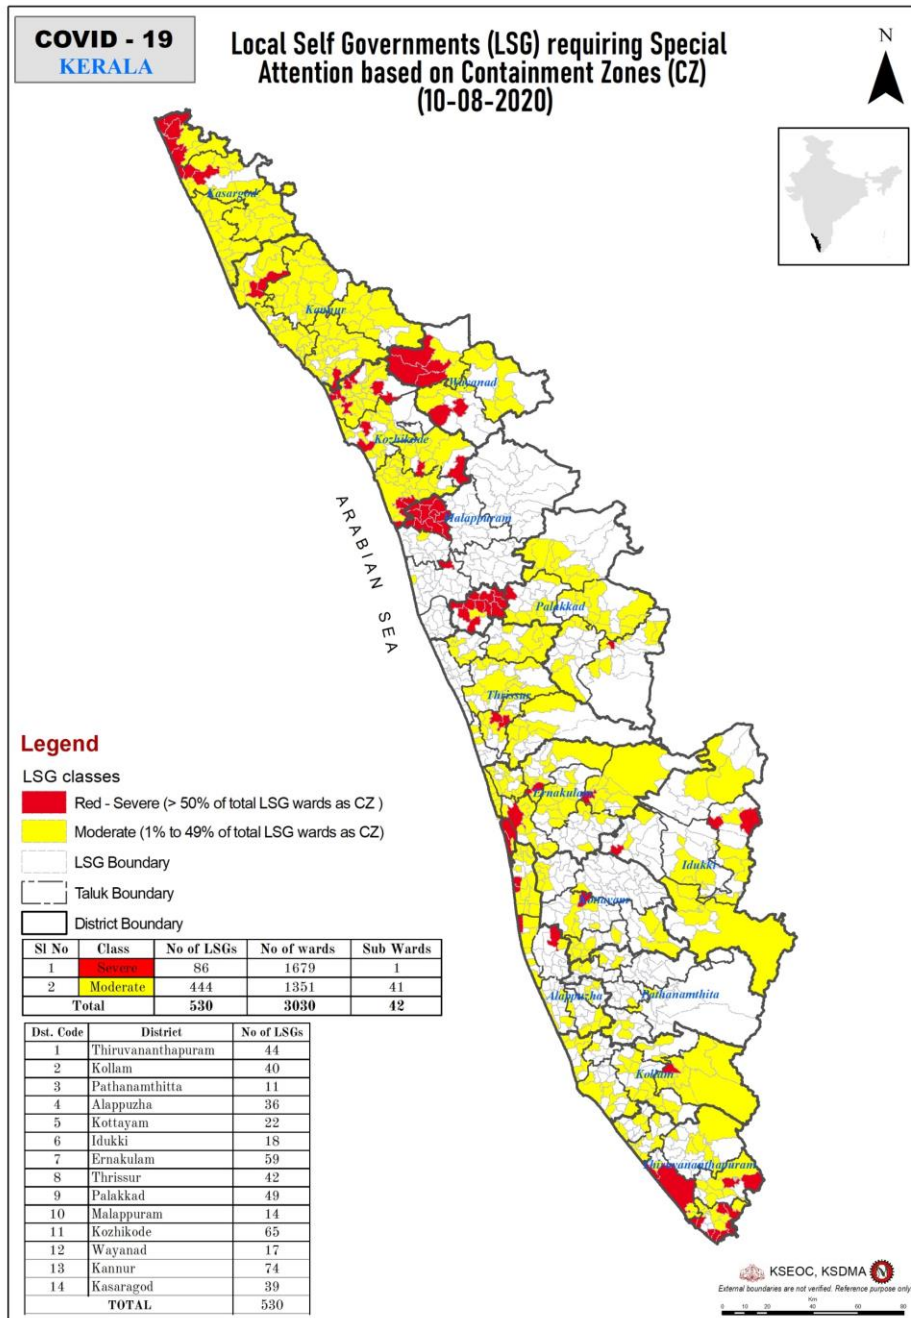 COVID - 19
KERALA
Local Self Governments (LSG) requiring Special
Attention based on Containment Zones (CZ)
(10-08-2020)
N
Kasargod
Kannur
Wayanad
Kozhikode
Malappuram
ARABIAN SEA
Palakkad
Thrissur
Ernakulam
Idukki
Kottayam
Alappuzha
Pathanamthita
Kollam
Thiruvananthapuram
Legend
LSG classes
Red - Severe (> 50% of total LSG wards as CZ )
Moderate (1% to 49% of total LSG wards as CZ)
LSG Boundary
Taluk Boundary
District Boundary
Sl No Class No of LSGs No of wards Sub Wards
1 Severe 86 1679 1
2 Moderate 444 1351 41
Total 530 3030 42
Dst. Code District No of LSGs
1 Thiruvananthapuram 44
2 Kollam 40
3 Pathanamthitta 11
4 Alappuzha 36
5 Kottayam 22
6 Idukki 18
7 Ernakulam 59
8 Thrissur 42
9 Palakkad 49
10 Malappuram 14
11 Kozhikode 65
12 Wayanad 17
13 Kannur 74
14 Kasaragod 39
TOTAL 530
KSEOC, KSDMA
External boundaries are not verified. Reference purpose only
Km
0 10 20 40 60 80